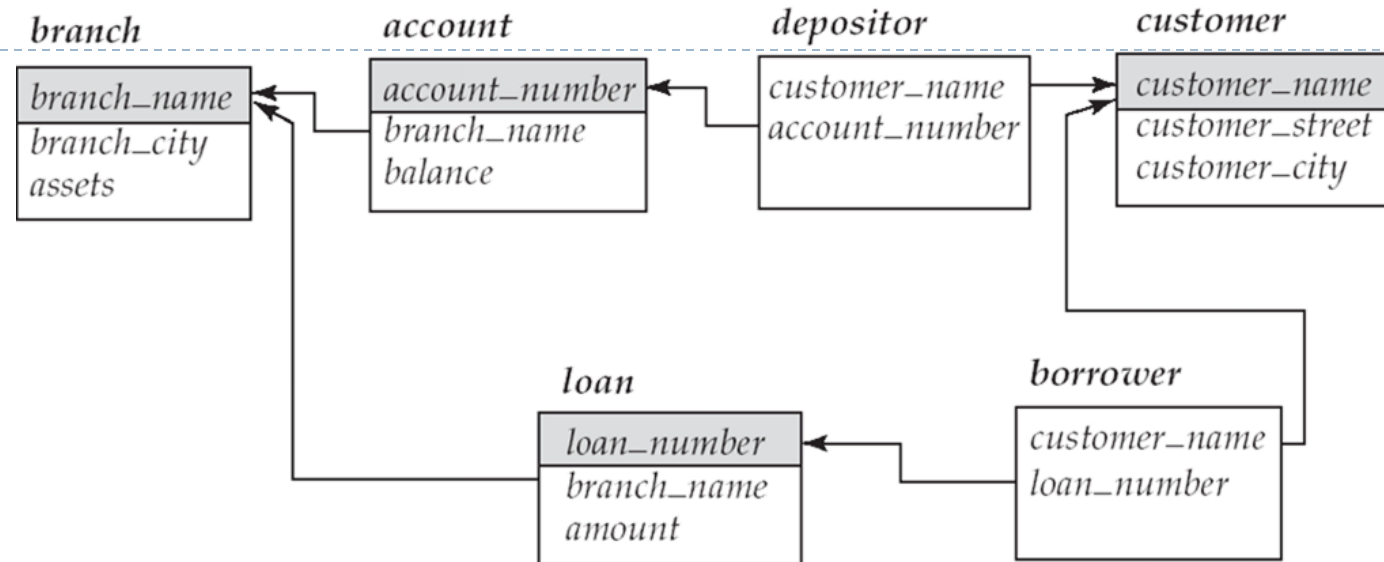 branch
branch_name
branch_city
assets
account
account_number
branch_name
balance
depositor
customer_name
account_number
customer
customer_name
customer_street
customer_city
loan
loan_number
branch_name
amount
borrower
customer_name
loan_number